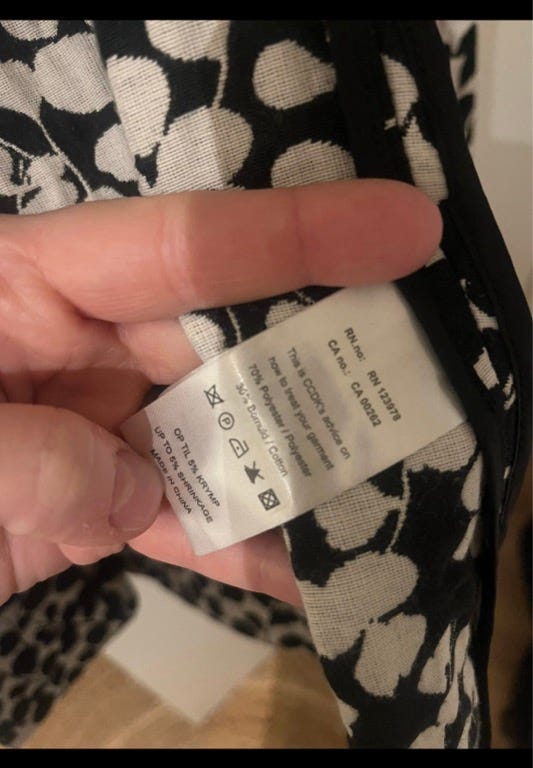 RN.no: RN 123978
CA no.: CA 00262
This is CCDK's advice on
how to treat your garment
70% Polyester / Polyester
30% Bomuld / Cotton
P
OP TIL 5% KRYMP
UP TO 5% SHRINKAGE
MADE IN CHINA